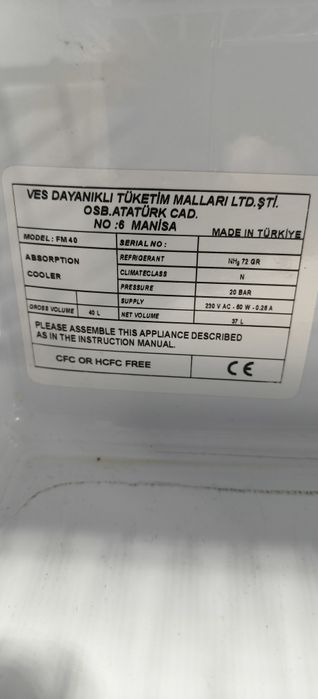 VES DAYANIKLI TÜKETİM MALLARI LTD.ŞTİ.
OSB.ATATÜRK CAD.
NO :6 MANİSA
MADE IN TÜRKİYE
MODEL : FM 40
SERIAL NO :
ABSORPTION
COOLER
REFRIGERANT NH₃ 72 GR
CLIMATECLASS N
PRESSURE 20 BAR
SUPPLY 230 V AC - 60 W - 0.26 A
GROSS VOLUME 40 L NET VOLUME 37 L
PLEASE ASSEMBLE THIS APPLIANCE DESCRIBED
AS IN THE INSTRUCTION MANUAL.
CFC OR HCFC FREE
CE